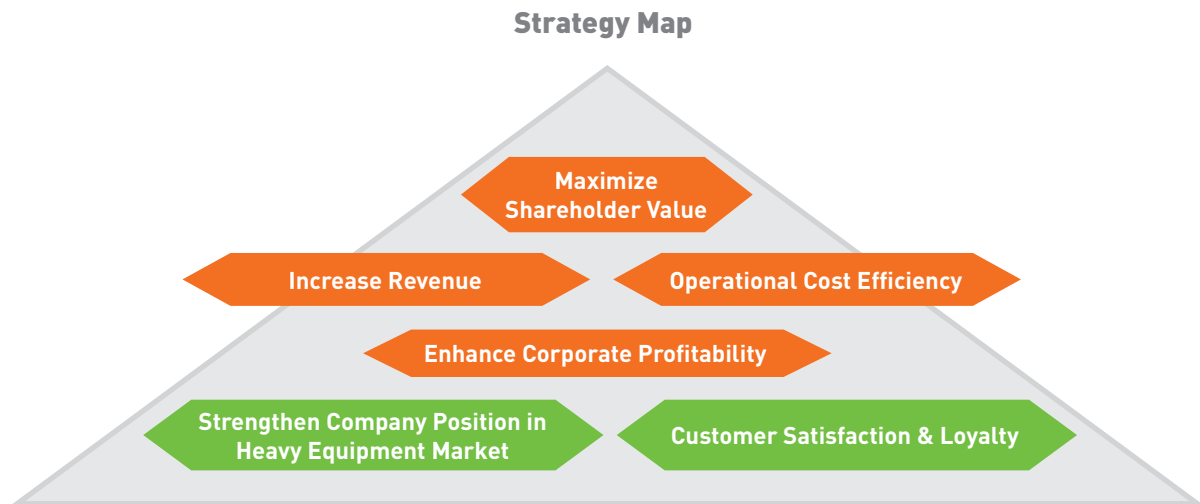 Strategy Map
Maximize
Shareholder Value
Increase Revenue
Operational Cost Efficiency
Enhance Corporate Profitability
Strengthen Company Position in
Heavy Equipment Market
Customer Satisfaction & Loyalty